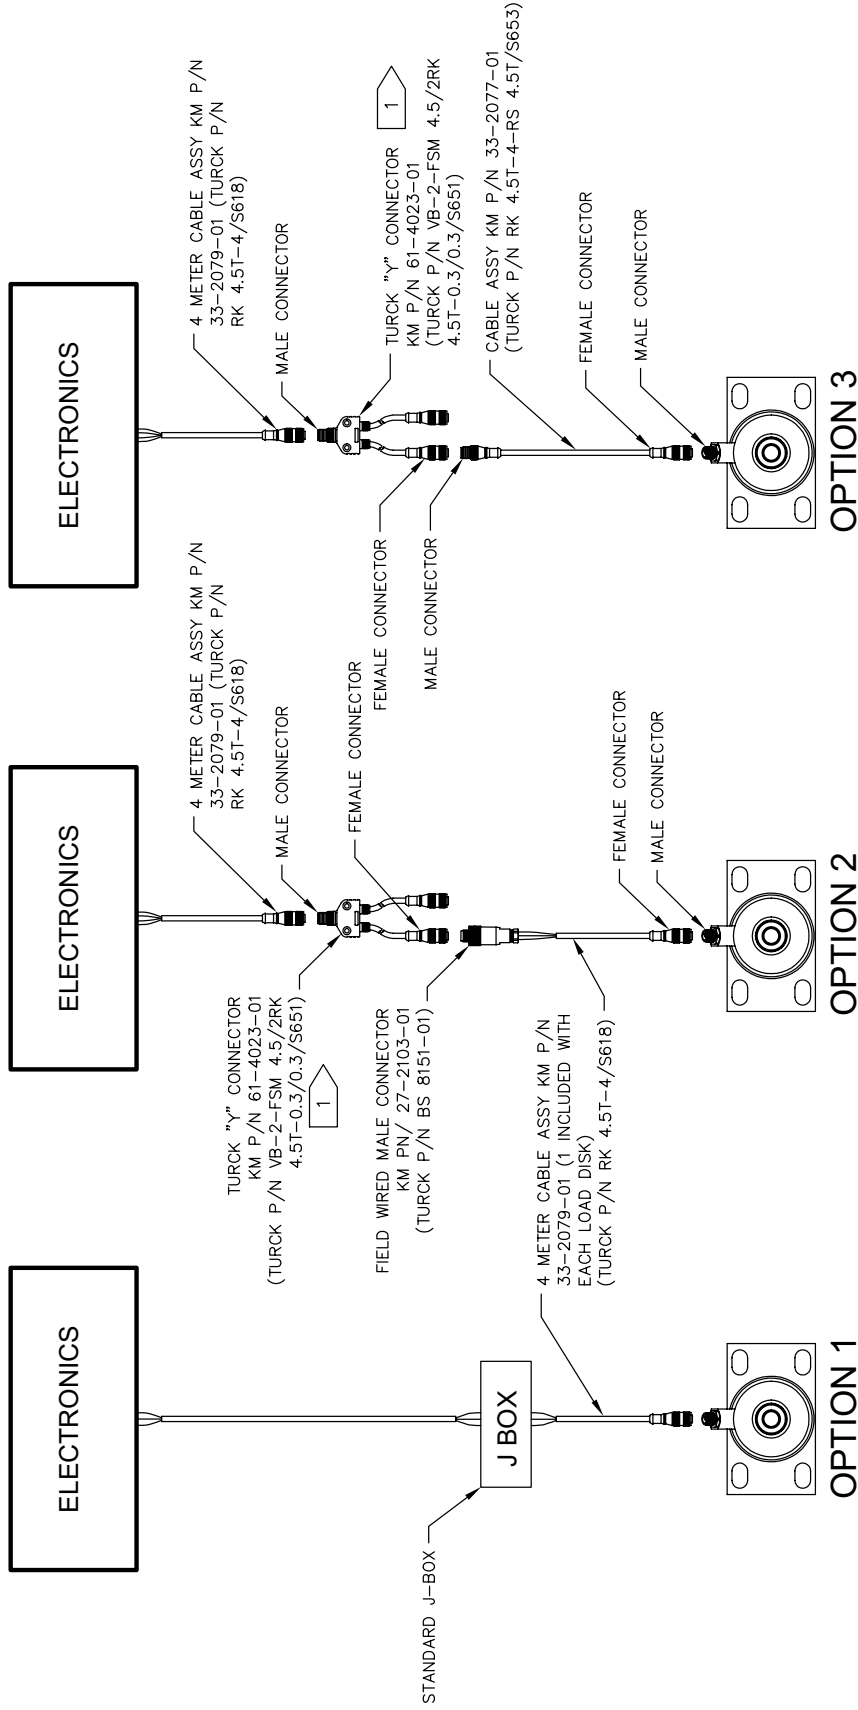 ELECTRONICS
STANDARD J-BOX
J BOX
4 METER CABLE ASSY KM P/N
33-2079-01 (1 INCLUDED WITH
EACH LOAD DISK)
(TURCK P/N RK 4.5T-4/S618)
OPTION 1
ELECTRONICS
4 METER CABLE ASSY KM P/N
33-2079-01 (TURCK P/N
RK 4.5T-4/S618)
MALE CONNECTOR
TURCK "Y" CONNECTOR
KM P/N 61-4023-01
(TURCK P/N VB-2-FSM 4.5/2RK
4.5T-0.3/0.3/S651)
1
FEMALE CONNECTOR
FIELD WIRED MALE CONNECTOR
KM PN/ 27-2103-01
(TURCK P/N BS 8151-01)
FEMALE CONNECTOR
MALE CONNECTOR
OPTION 2
ELECTRONICS
4 METER CABLE ASSY KM P/N
33-2079-01 (TURCK P/N
RK 4.5T-4/S618)
MALE CONNECTOR
TURCK "Y" CONNECTOR
KM P/N 61-4023-01
(TURCK P/N VB-2-FSM 4.5/2RK
4.5T-0.3/0.3/S651)
1
FEMALE CONNECTOR
MALE CONNECTOR
CABLE ASSY KM P/N 33-2077-01
(TURCK P/N RK 4.5T-4-RS 4.5T/S653)
FEMALE CONNECTOR
MALE CONNECTOR
OPTION 3